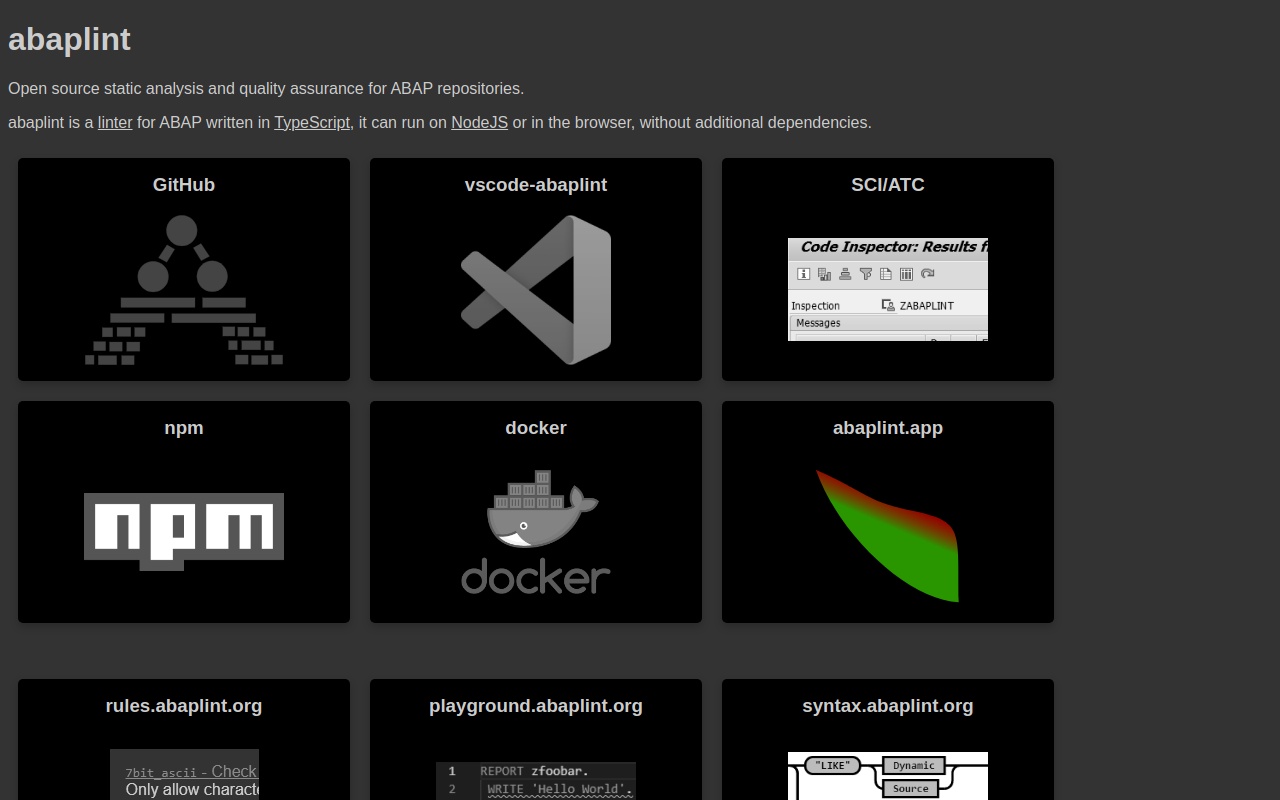 abaplint
Open source static analysis and quality assurance for ABAP repositories.
abaplint is a linter for ABAP written in TypeScript, it can run on NodeJS or in the browser, without additional dependencies.
GitHub
vscode-abaplint
SCI/ATC
Code Inspector: Results f
Inspection ZABAPLINT
Messages
npm
docker
abaplint.app
npm
docker
rules.abaplint.org
playground.abaplint.org
syntax.abaplint.org
7bit_ascii - Check
Only allow characte
1 REPORT zfoobar.
2 WRITE 'Hello World'.
"LIKE" Dynamic
Source